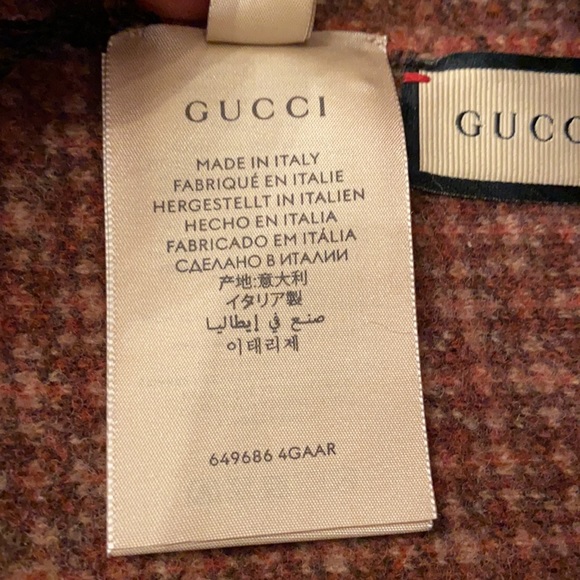 GUCCI
MADE IN ITALY
FABRIQUÉ EN ITALIE
HERGESTELLT IN ITALIEN
HECHO EN ITALIA
FABRICADO EM ITÁLIA
СДЕЛАНО В ИТАЛИИ
产地:意大利
イタリア製
صنع في إيطاليا
이태리제
649686 4GAAR
GUCC